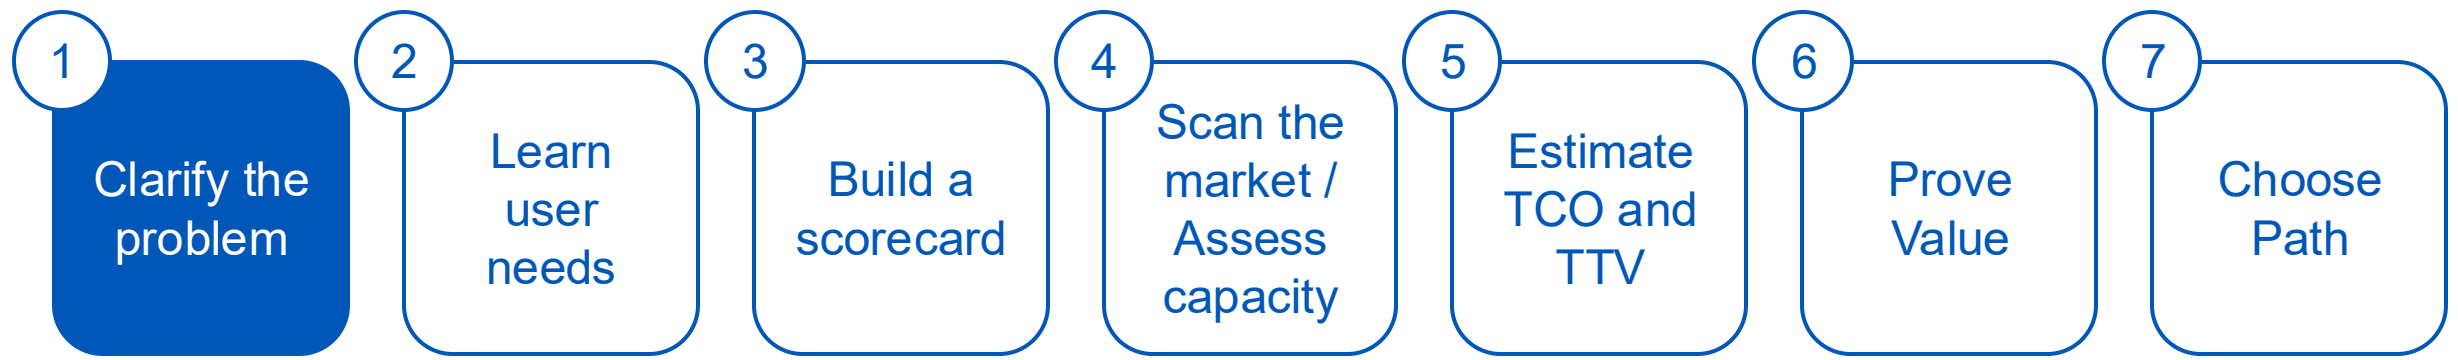 1
Clarify the
problem
2
Learn
user
needs
3
Build a
scorecard
4
Scan the
market /
Assess
capacity
5
Estimate
TCO and
TTV
6
Prove
Value
7
Choose
Path